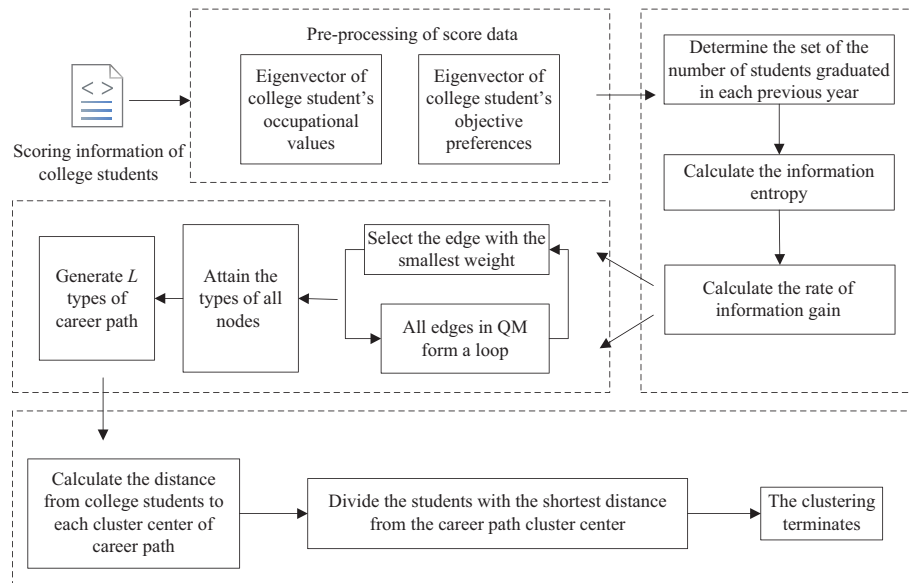 Pre-processing of score data
Eigenvector of
college student's
occupational
values
Eigenvector of
college student's
objective
preferences
Scoring information of
college students
Determine the set of the
number of students graduated
in each previous year
Calculate the information
entropy
Calculate the rate of
information gain
Select the edge with the
smallest weight
All edges in QM
form a loop
Attain the
types of all
nodes
Generate L
types of
career path
Calculate the distance
from college students to
each cluster center of
career path
Divide the students with the shortest distance
from the career path cluster center
The clustering
terminates